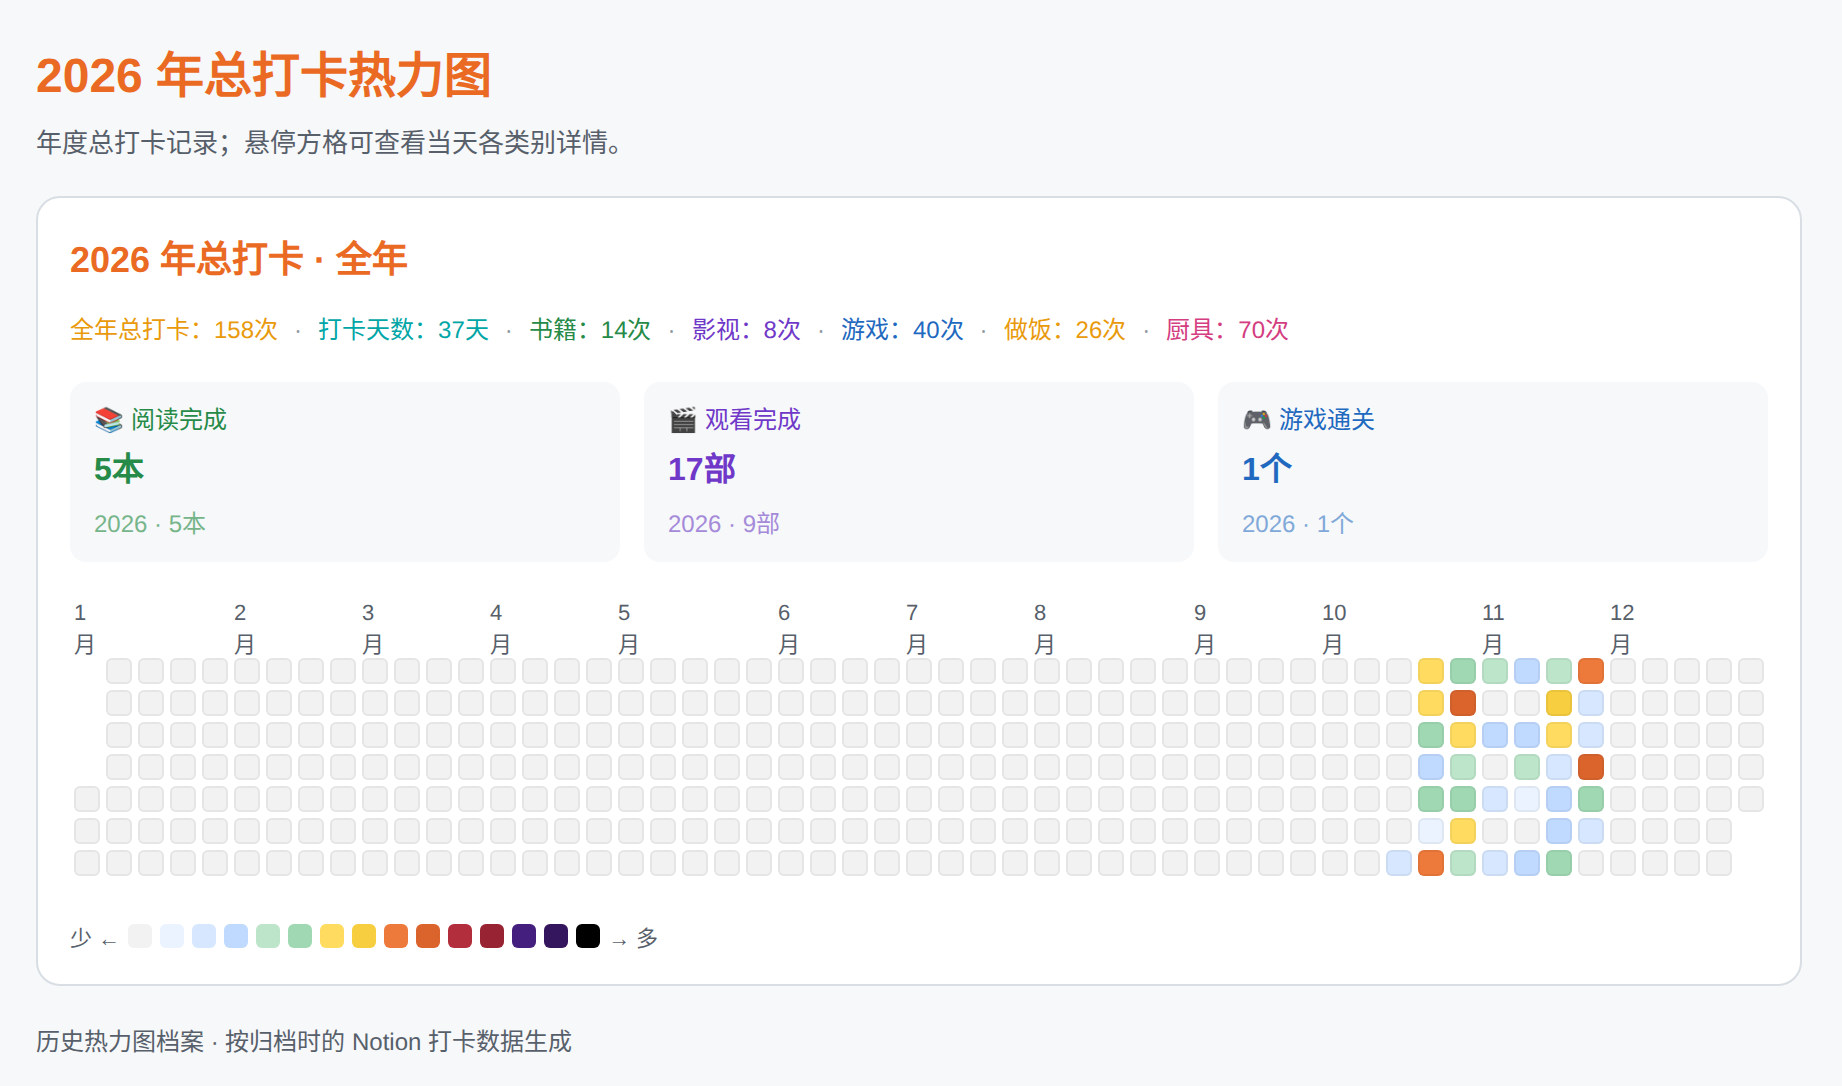 2026 年总打卡热力图
年度总打卡记录；悬停方格可查看当天各类别详情。
2026 年总打卡 · 全年
全年总打卡：158次 · 打卡天数：37天 · 书籍：14次 · 影视：8次 · 游戏：40次 · 做饭：26次 · 厨具：70次
📚 阅读完成
5本
2026 · 5本
🎬 观看完成
17部
2026 · 9部
🎮 游戏通关
1个
2026 · 1个
1月 2月 3月 4月 5月 6月 7月 8月 9月 10月 11月 12月
少 ← → 多
历史热力图档案 · 按归档时的 Notion 打卡数据生成